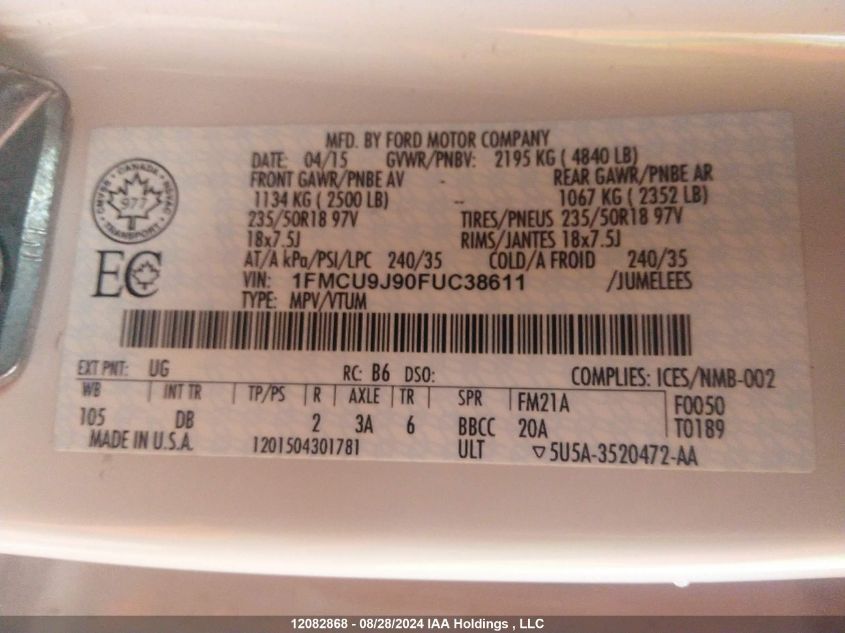 MFD. BY FORD MOTOR COMPANY
DATE: 04/15 GVWR/PNBV: 2195 KG ( 4840 LB)
FRONT GAWR/PNBE AV - REAR GAWR/PNBE AR
1134 KG ( 2500 LB) -- 1067 KG ( 2352 LB)
235/50R18 97V TIRES/PNEUS 235/50R18 97V
18x7.5J RIMS/JANTES 18x7.5J
AT/A kPa/PSI/LPC 240/35 COLD/A FROID 240/35
VIN: 1FMCU9J90FUC38611 /JUMELEES
TYPE: MPV/VTUM
CANADA
977
TRANSPORT
EC
EXT PNT: UG RC: B6 DSO: COMPLIES: ICES/NMB-002
WB INT TR TP/PS R AXLE TR SPR FM21A F0050
105 DB 2 3A 6 BBCC 20A T0189
MADE IN U.S.A. 1201504301781 ULT ▽5U5A-3520472-AA
12082868 - 08/28/2024 IAA Holdings , LLC